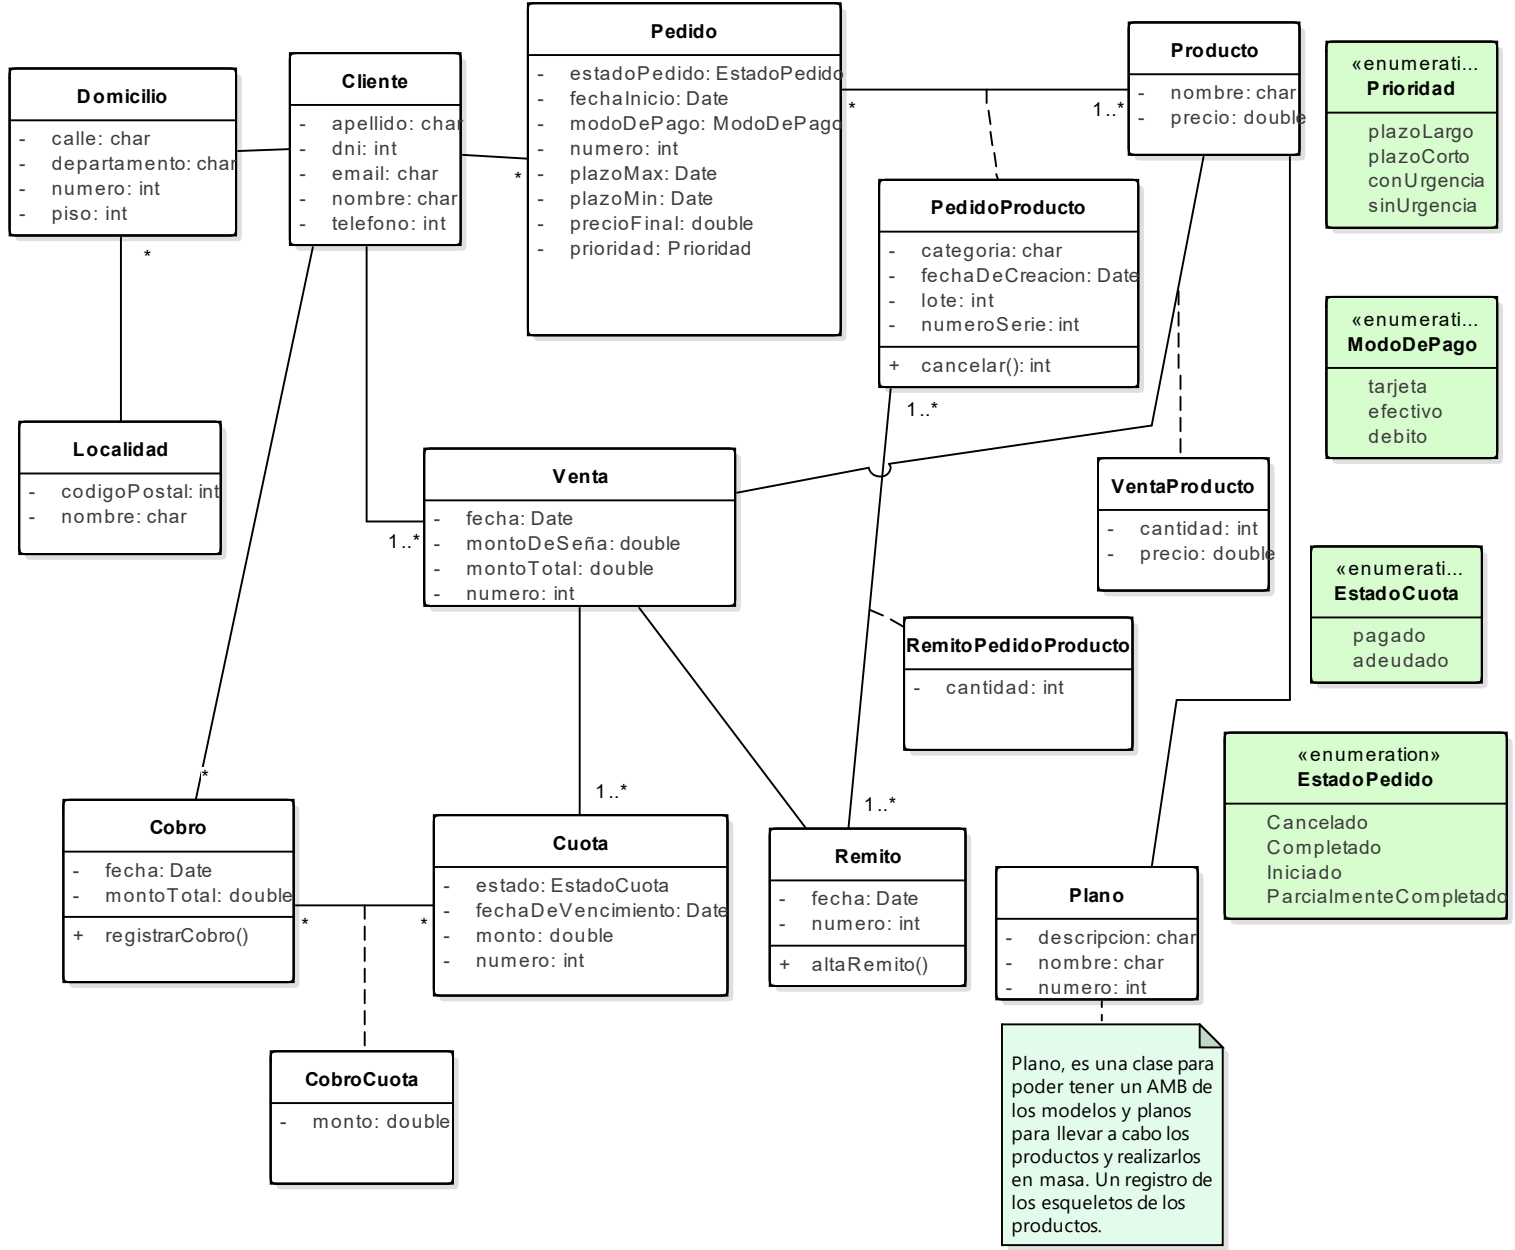 Pedido
- estadoPedido: EstadoPedido
- fechaInicio: Date
- modoDePago: ModoDePago
- numero: int
- plazoMax: Date
- plazoMin: Date
- precioFinal: double
- prioridad: Prioridad
*
1..*
*
Producto
- nombre: char
- precio: double
«enumerati...
Prioridad
plazoLargo
plazoCorto
conUrgencia
sinUrgencia
Domicilio
- calle: char
- departamento: char
- numero: int
- piso: int
*
Cliente
- apellido: char
- dni: int
- email: char
- nombre: char
- telefono: int
PedidoProducto
- categoria: char
- fechaDeCreacion: Date
- lote: int
- numeroSerie: int
+ cancelar(): int
1..*
«enumerati...
ModoDePago
tarjeta
efectivo
debito
Localidad
- codigoPostal: int
- nombre: char
Venta
- fecha: Date
- montoDeSeña: double
- montoTotal: double
- numero: int
1..*
VentaProducto
- cantidad: int
- precio: double
«enumerati...
EstadoCuota
pagado
adeudado
RemitoPedidoProducto
- cantidad: int
«enumeration»
EstadoPedido
Cancelado
Completado
Iniciado
ParcialmenteCompletado
*
1..*
1..*
Cobro
- fecha: Date
- montoTotal: double
+ registrarCobro()
*
*
Cuota
- estado: EstadoCuota
- fechaDeVencimiento: Date
- monto: double
- numero: int
Remito
- fecha: Date
- numero: int
+ altaRemito()
Plano
- descripcion: char
- nombre: char
- numero: int
CobroCuota
- monto: double
Plano, es una clase para
poder tener un AMB de
los modelos y planos
para llevar a cabo los
productos y realizarlos
en masa. Un registro de
los esqueletos de los
productos.